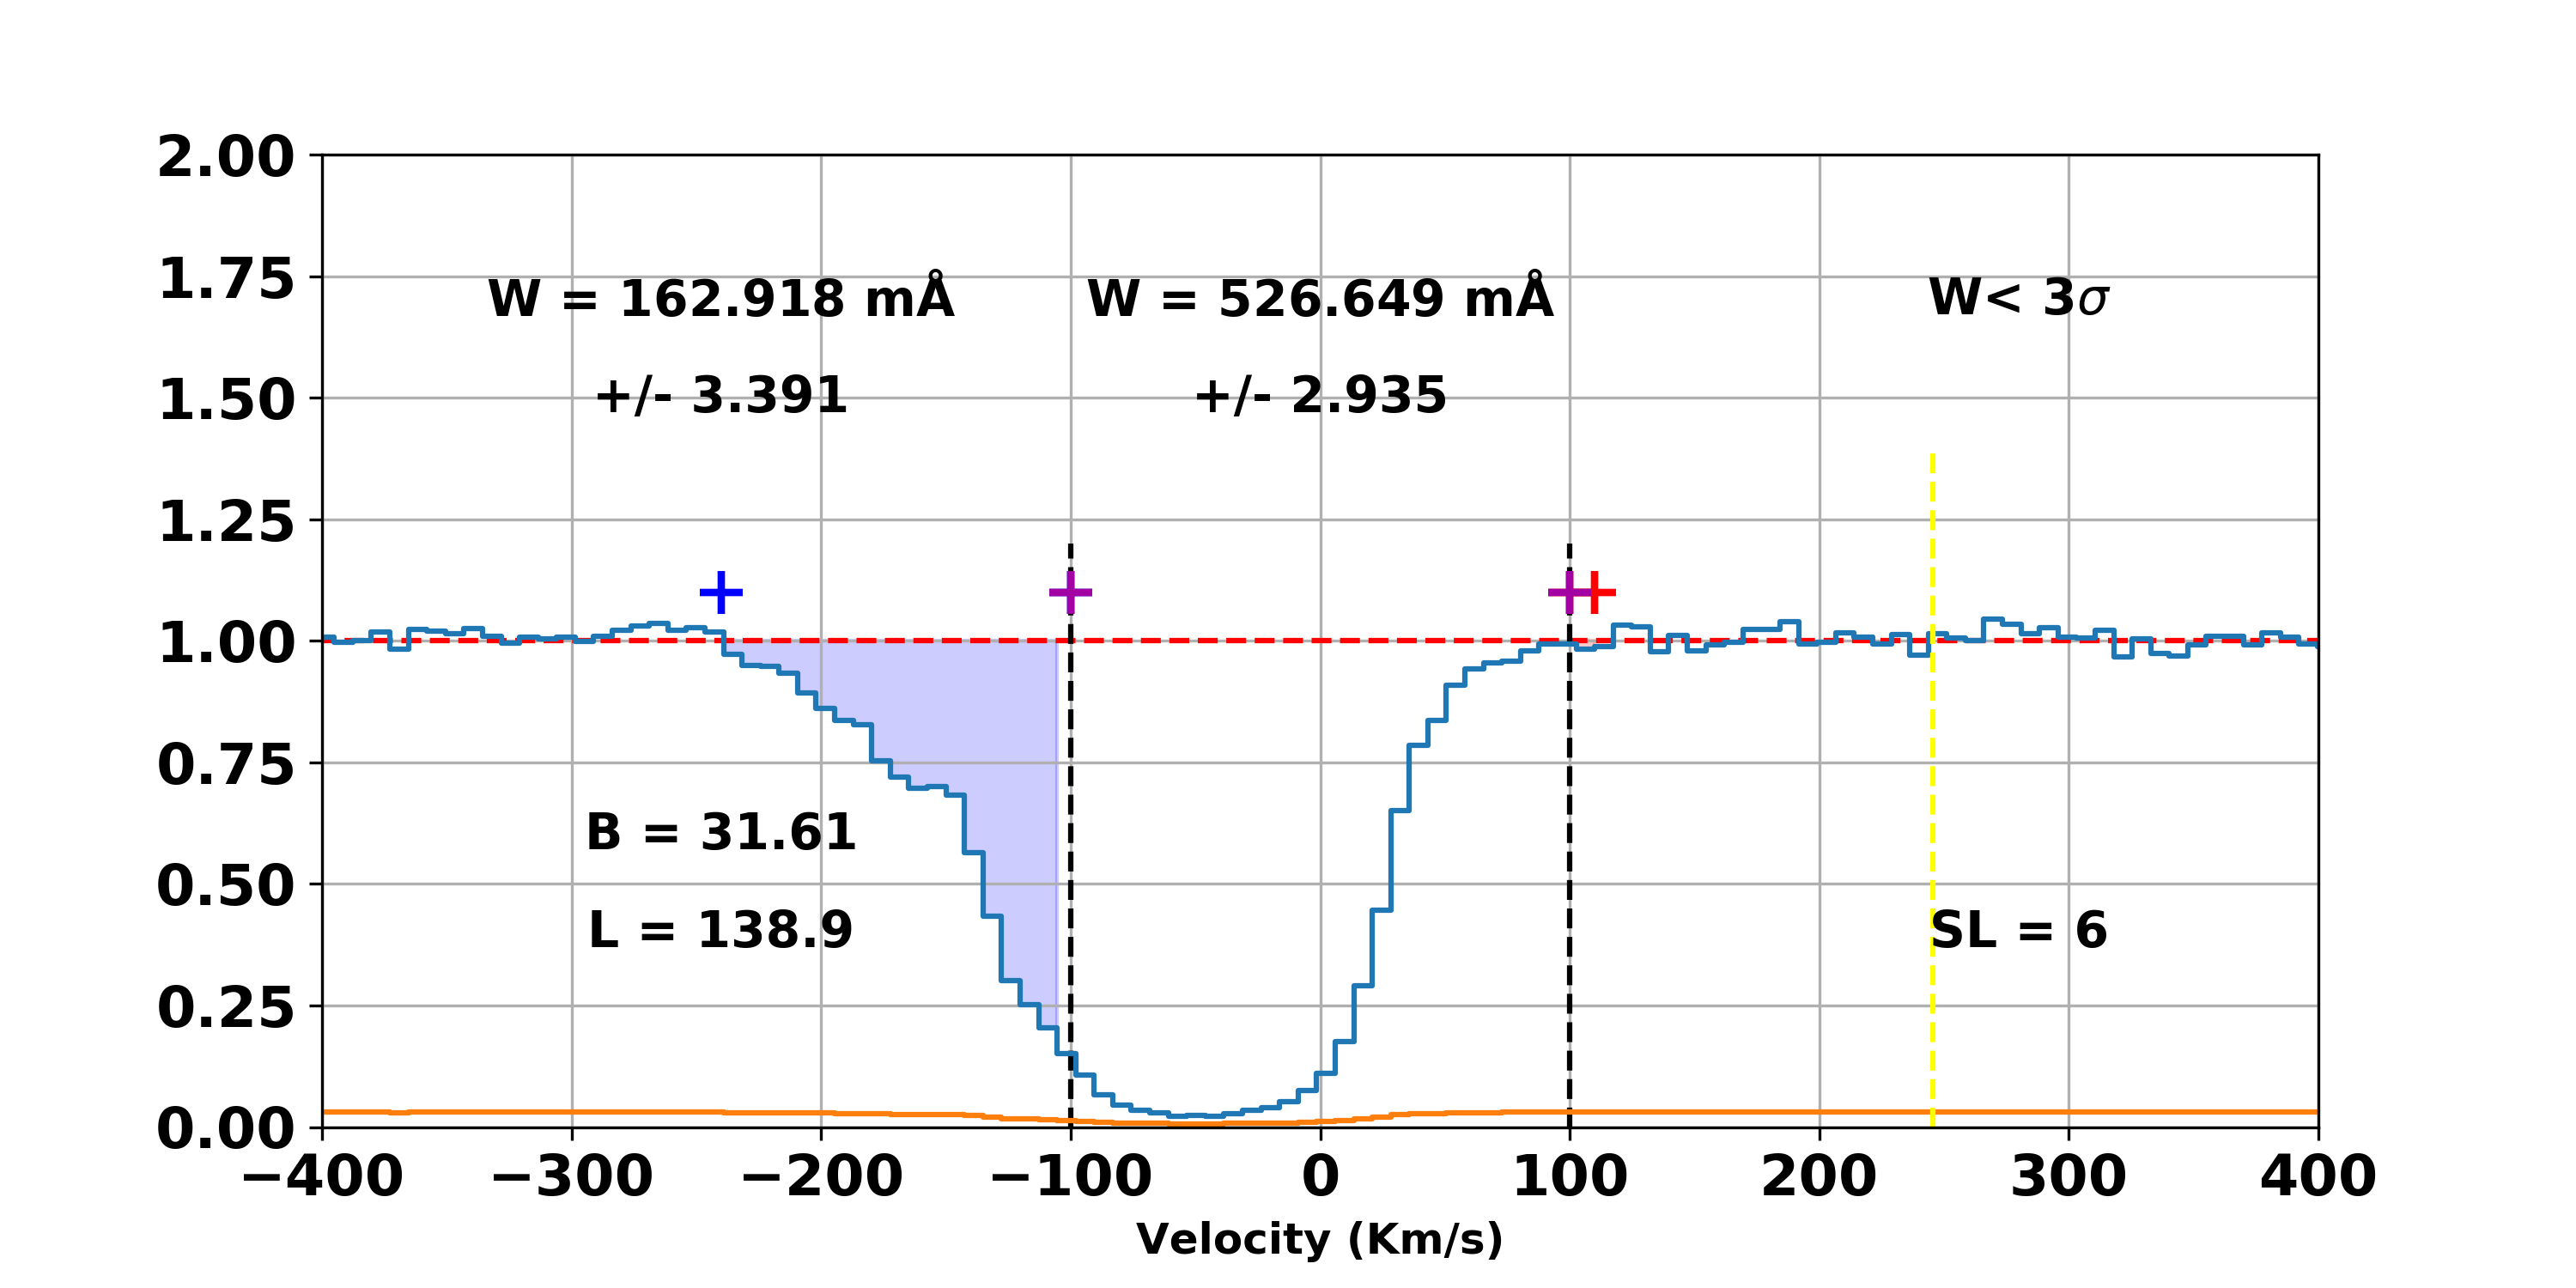 2.00
1.75
W = 162.918 mÅ W = 526.649 mÅ W< 3σ
+/- 3.391 +/- 2.935
1.50
1.25
1.00
0.75
B = 31.61
0.50
L = 138.9 SL = 6
0.25
0.00
−400 −300 −200 −100 0 100 200 300 400
Velocity (Km/s)